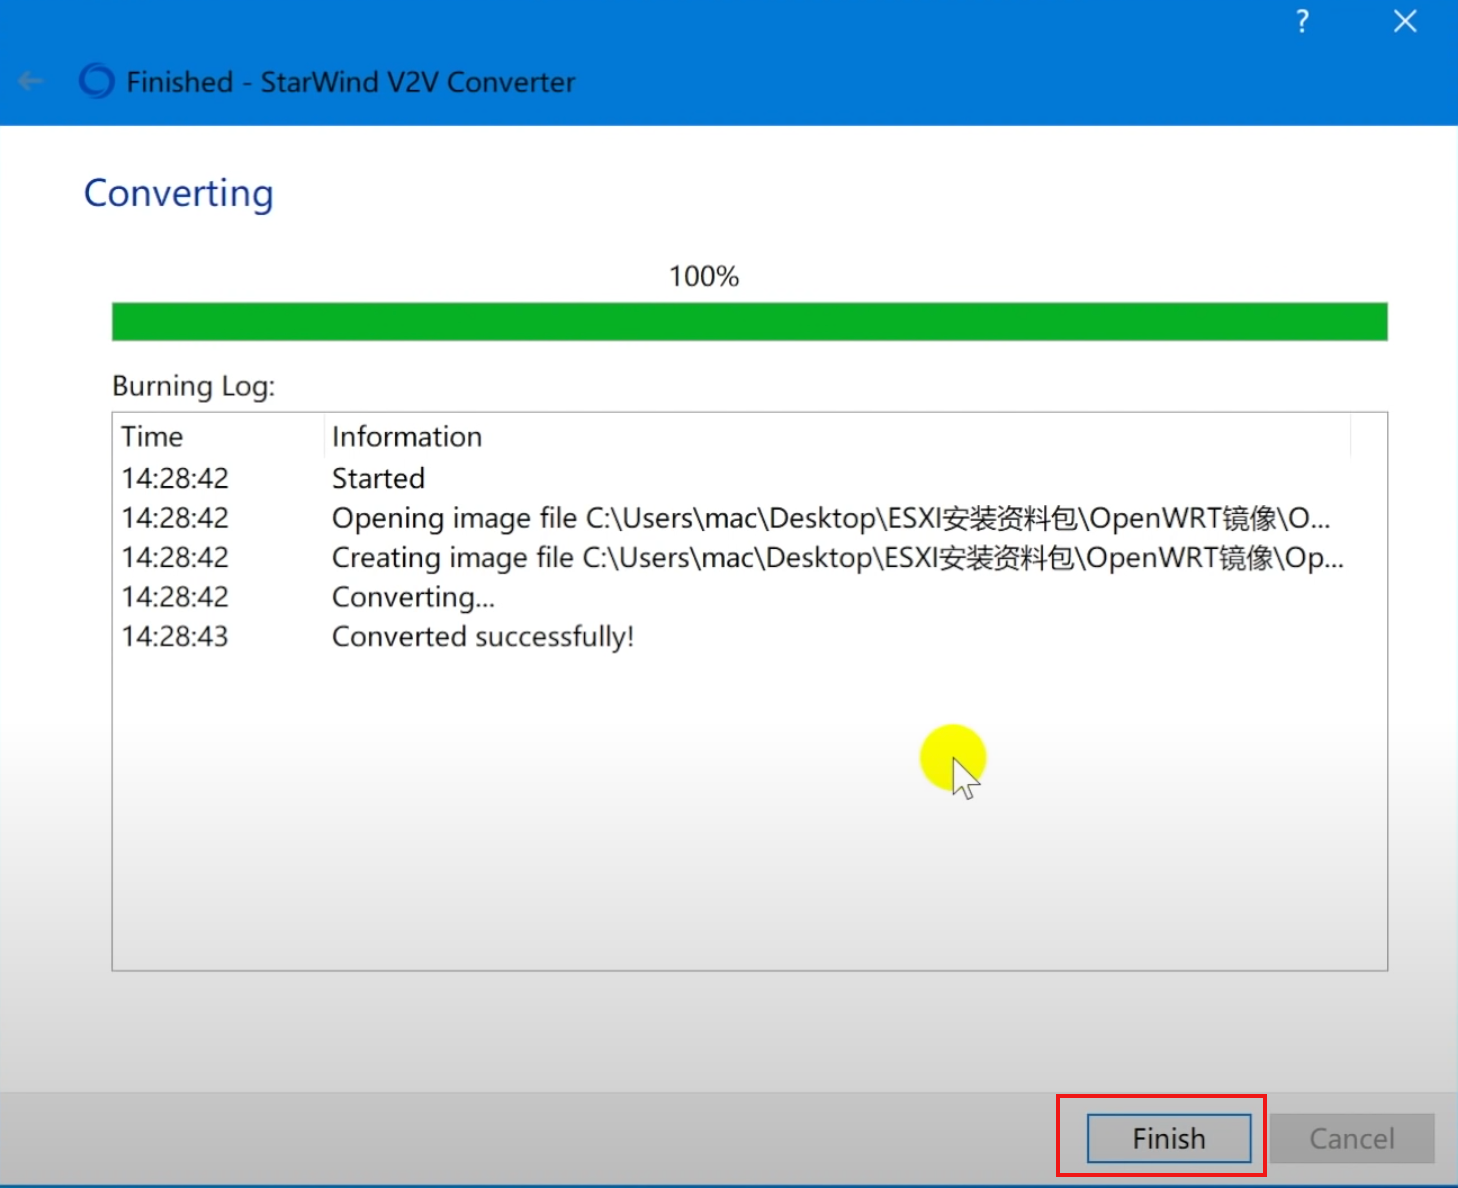 ?
Finished - StarWind V2V Converter
Converting
100%
Burning Log:
Time Information
14:28:42 Started
14:28:42 Opening image file C:\Users\mac\Desktop\ESXI安装资料包\OpenWRT镜像\O...
14:28:42 Creating image file C:\Users\mac\Desktop\ESXI安装资料包\OpenWRT镜像\Op...
14:28:42 Converting...
14:28:43 Converted successfully!
Finish Cancel